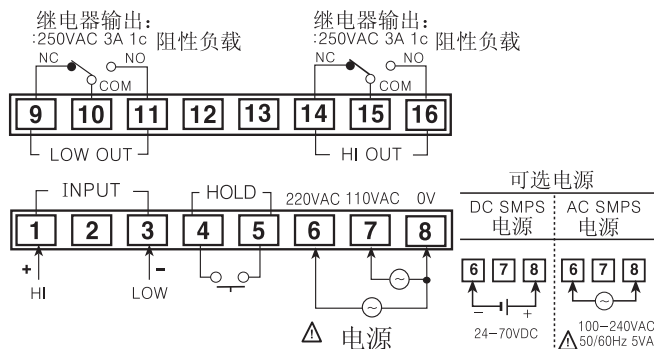 继电器输出： 继电器输出：
:250VAC 3A 1c 阻性负载 :250VAC 3A 1c 阻性负载
NC NO NC NO
COM COM
9 10 11 12 13 14 15 16
LOW OUT HI OUT
INPUT HOLD 220VAC 110VAC 0V
1 2 3 4 5 6 7 8
+ −
HI LOW
电源
可选电源
DC SMPS AC SMPS
电源 电源
6 7 8 6 7 8
− +
24−70VDC 100−240VAC
50/60Hz 5VA